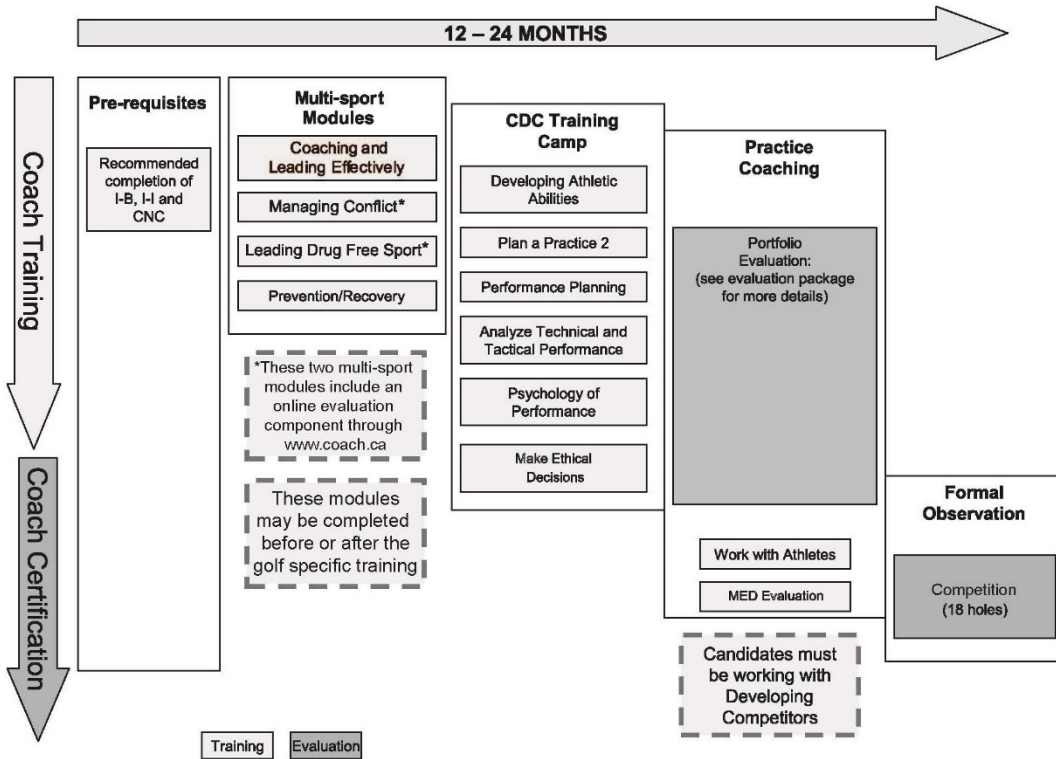 12 – 24 MONTHS
Coach Training
Coach Certification
Pre-requisites
Recommended
completion of
I-B, I-I and
CNC
Multi-sport
Modules
Coaching and
Leading Effectively
Managing Conflict*
Leading Drug Free Sport*
Prevention/Recovery
*These two multi-sport
modules include an
online evaluation
component through
www.coach.ca
These modules
may be completed
before or after the
golf specific training
CDC Training
Camp
Developing Athletic
Abilities
Plan a Practice 2
Performance Planning
Analyze Technical and
Tactical Performance
Psychology of
Performance
Make Ethical
Decisions
Practice
Coaching
Portfolio
Evaluation:
(see evaluation package
for more details)
Work with Athletes
MED Evaluation
Candidates must
be working with
Developing
Competitors
Formal
Observation
Competition
(18 holes)
Training
Evaluation